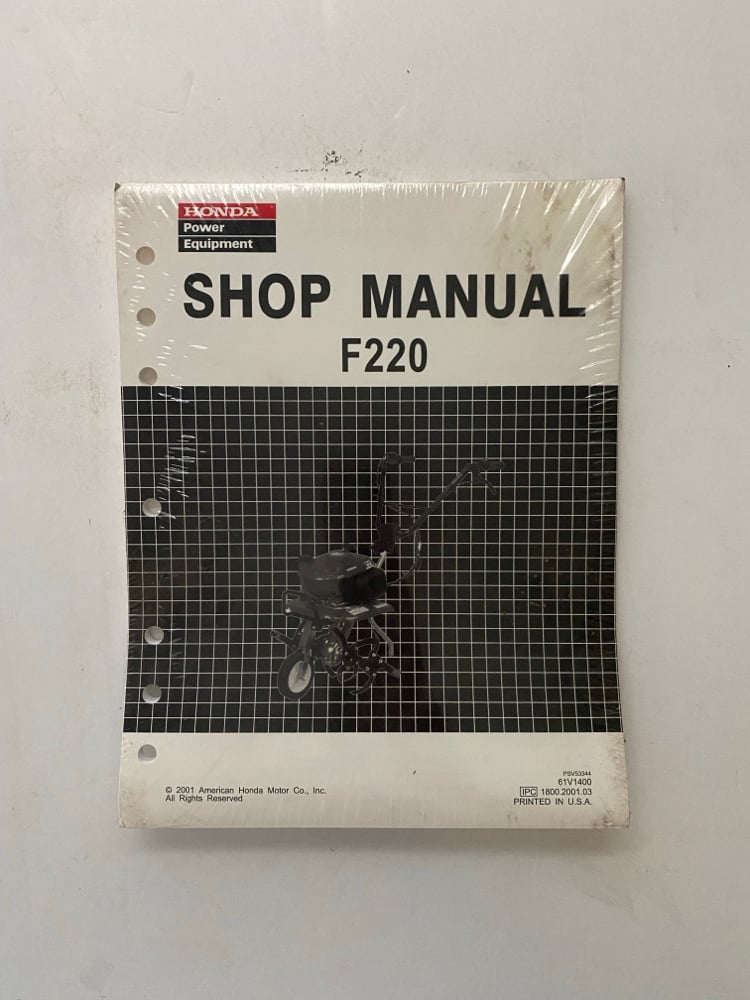 HONDA
Power
Equipment
SHOP MANUAL
F220
© 2001 American Honda Motor Co., Inc.
All Rights Reserved
PSV53344
61V1400
IPC 1800.2001.03
PRINTED IN U.S.A.